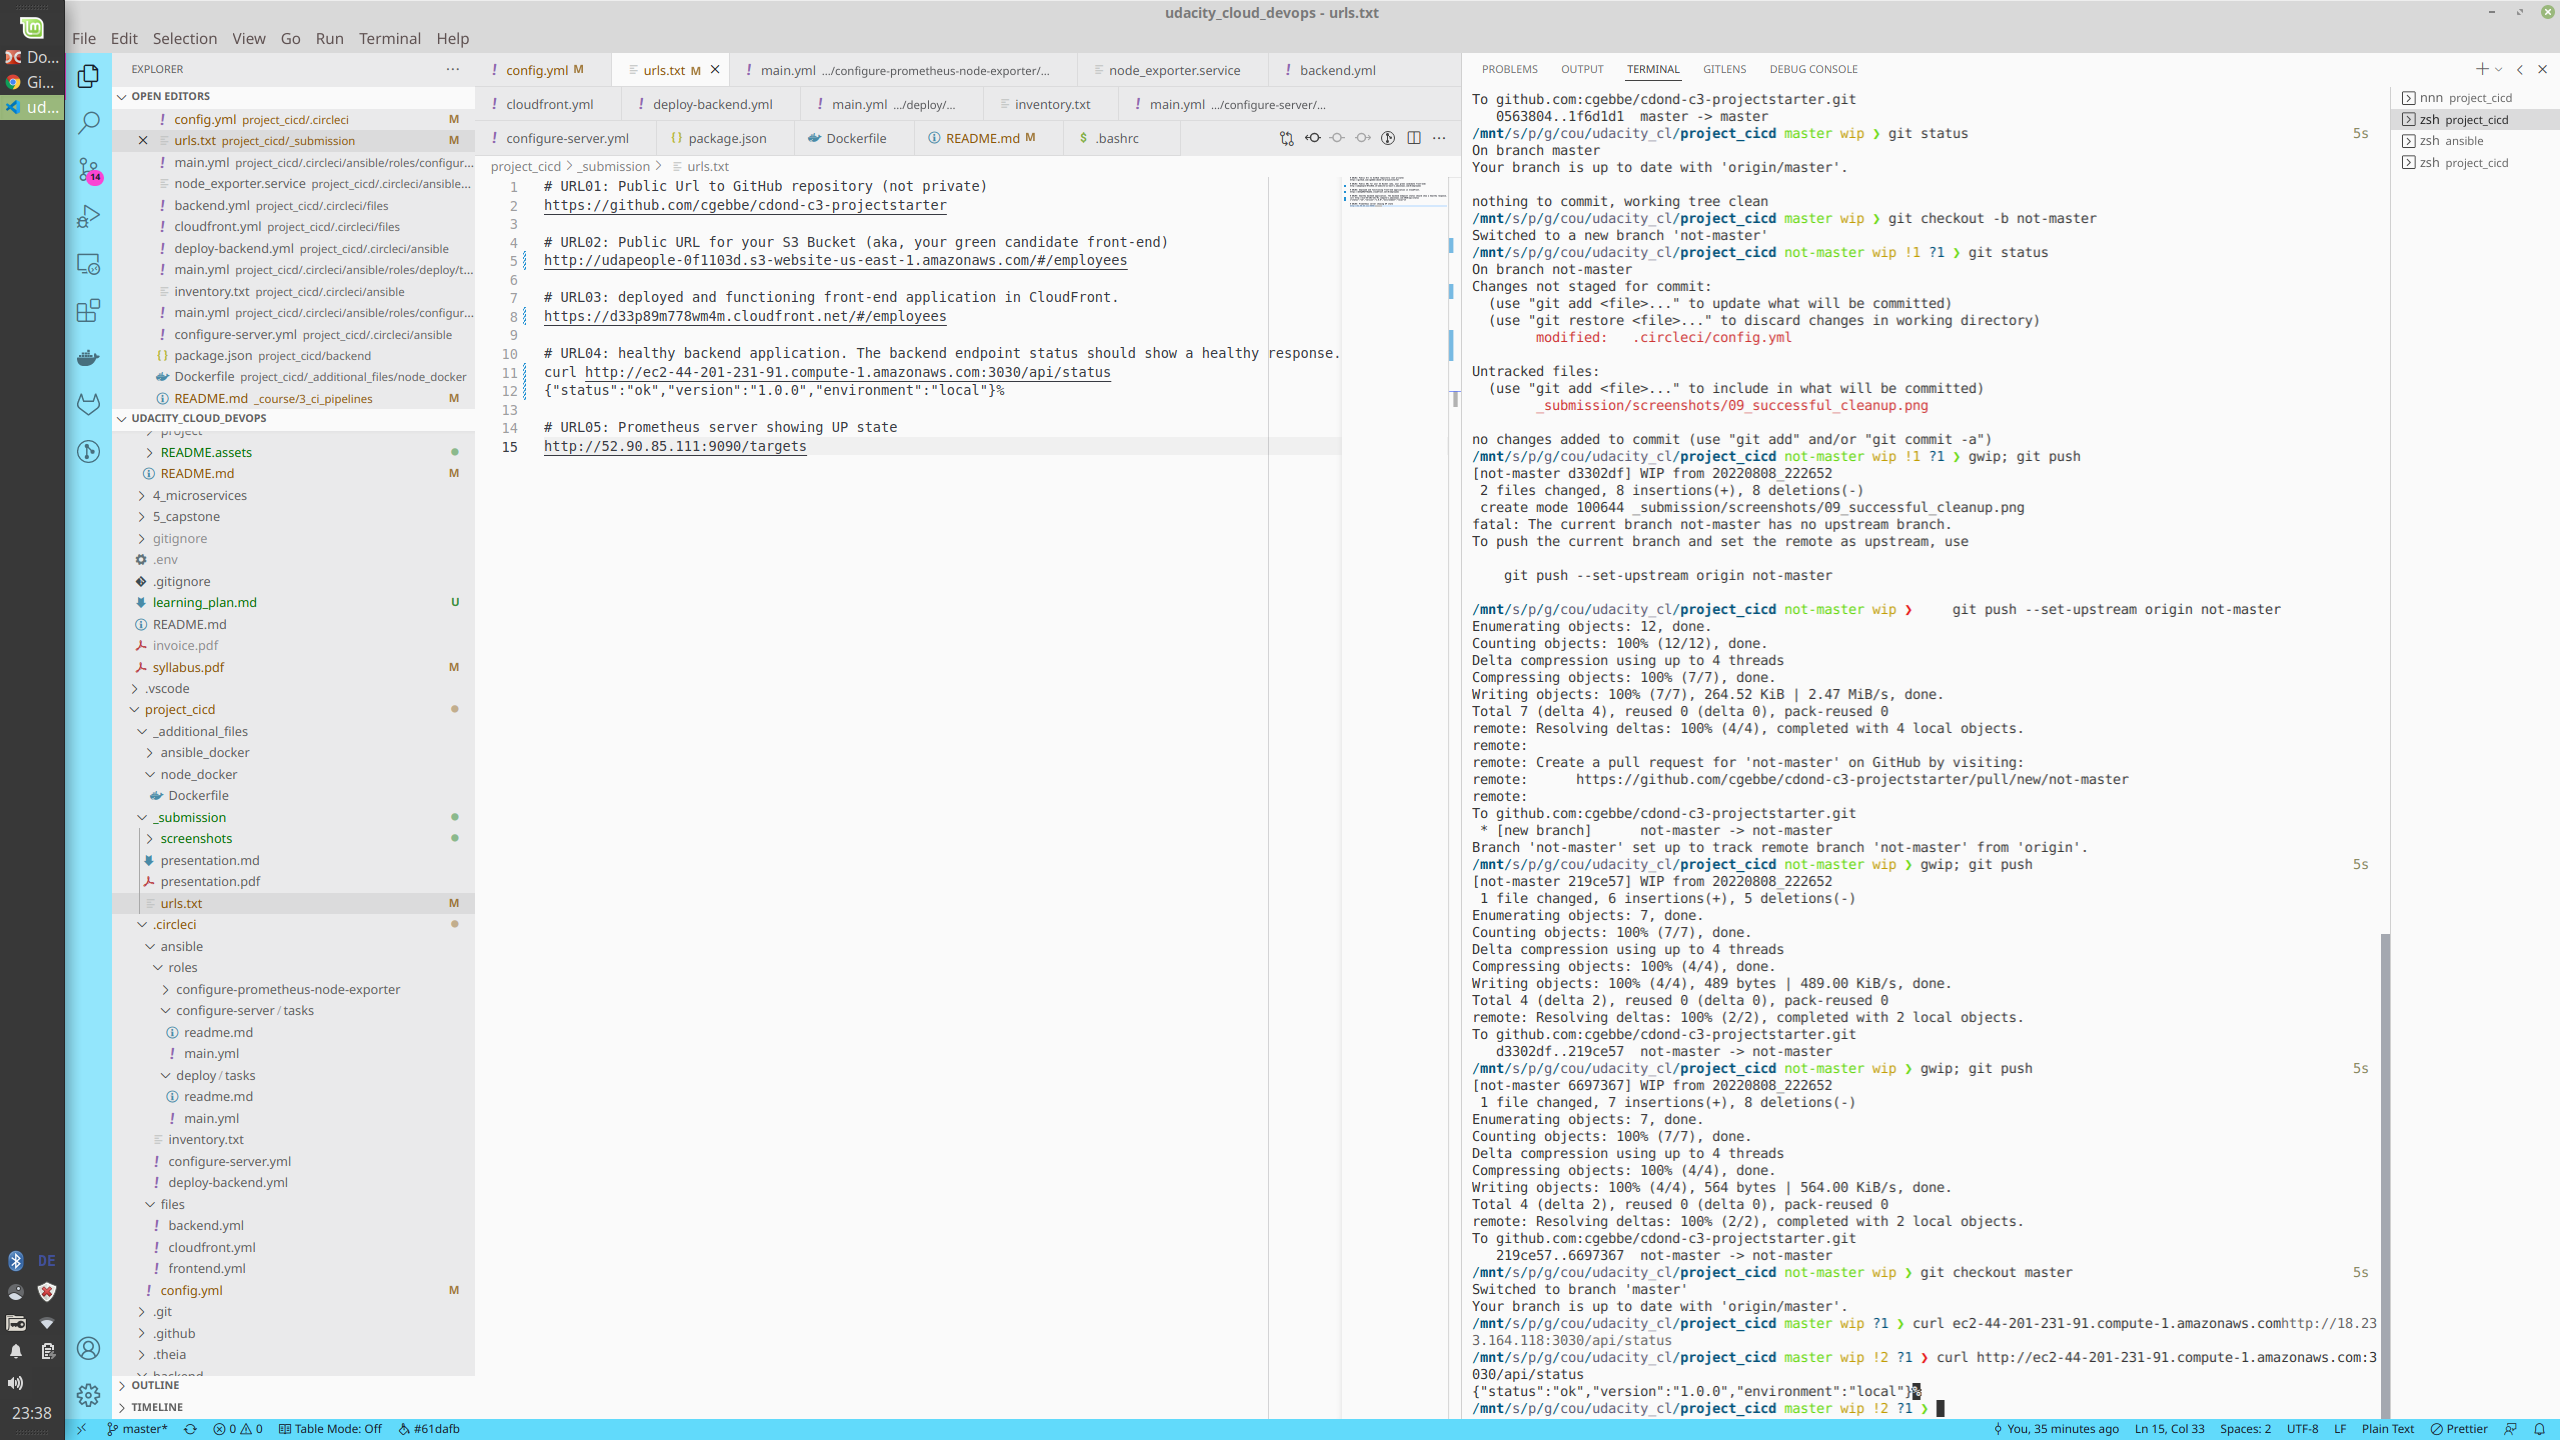 udacity_cloud_devops - urls.txt
File Edit Selection View Go Run Terminal Help
Do...
Gi...
ud...
EXPLORER
OPEN EDITORS
config.yml project_cicd/.circleci M
urls.txt project_cicd/_submission M
main.yml project_cicd/.circleci/ansible/roles/configur...
node_exporter.service project_cicd/.circleci/ansible...
backend.yml project_cicd/.circleci/files
cloudfront.yml project_cicd/.circleci/files
deploy-backend.yml project_cicd/.circleci/ansible
main.yml project_cicd/.circleci/ansible/roles/deploy/t...
inventory.txt project_cicd/.circleci/ansible
main.yml project_cicd/.circleci/ansible/roles/configur...
configure-server.yml project_cicd/.circleci/ansible
package.json project_cicd/backend
Dockerfile project_cicd/_additional_files/node_docker
README.md _course/3_ci_pipelines M
UDACITY_CLOUD_DEVOPS
project
README.assets
README.md M
4_microservices
5_capstone
gitignore
.env
.gitignore
learning_plan.md U
README.md
invoice.pdf
syllabus.pdf M
.vscode
project_cicd
_additional_files
ansible_docker
node_docker
Dockerfile
_submission
screenshots
presentation.md
presentation.pdf
urls.txt M
.circleci
ansible
roles
configure-prometheus-node-exporter
configure-server / tasks
readme.md
main.yml
deploy / tasks
readme.md
main.yml
inventory.txt
configure-server.yml
deploy-backend.yml
files
backend.yml
cloudfront.yml
frontend.yml
config.yml M
.git
.github
.theia
backend
OUTLINE
TIMELINE
14
DE
23:38
config.yml M urls.txt M main.yml .../configure-prometheus-node-exporter/... node_exporter.service backend.yml
cloudfront.yml deploy-backend.yml main.yml .../deploy/... inventory.txt main.yml .../configure-server/...
configure-server.yml package.json Dockerfile README.md M .bashrc
project_cicd > _submission > urls.txt
1 # URL01: Public Url to GitHub repository (not private)
2 https://github.com/cgebbe/cdond-c3-projectstarter
3
4 # URL02: Public URL for your S3 Bucket (aka, your green candidate front-end)
5 http://udapeople-0f1103d.s3-website-us-east-1.amazonaws.com/#/employees
6
7 # URL03: deployed and functioning front-end application in CloudFront.
8 https://d33p89m778wm4m.cloudfront.net/#/employees
9
10 # URL04: healthy backend application. The backend endpoint status should show a healthy response.
11 curl http://ec2-44-201-231-91.compute-1.amazonaws.com:3030/api/status
12 {"status":"ok","version":"1.0.0","environment":"local"}%
13
14 # URL05: Prometheus server showing UP state
15 http://52.90.85.111:9090/targets
PROBLEMS OUTPUT TERMINAL GITLENS DEBUG CONSOLE
nnn project_cicd
zsh project_cicd
zsh ansible
zsh project_cicd
To github.com:cgebbe/cdond-c3-projectstarter.git
0563804..1f6d1d1 master -> master
/mnt/s/p/g/cou/udacity_cl/project_cicd master wip ❯ git status 5s
On branch master
Your branch is up to date with 'origin/master'.
nothing to commit, working tree clean
/mnt/s/p/g/cou/udacity_cl/project_cicd master wip ❯ git checkout -b not-master
Switched to a new branch 'not-master'
/mnt/s/p/g/cou/udacity_cl/project_cicd not-master wip !1 ?1 ❯ git status
On branch not-master
Changes not staged for commit:
(use "git add <file>..." to update what will be committed)
(use "git restore <file>..." to discard changes in working directory)
modified: .circleci/config.yml
Untracked files:
(use "git add <file>..." to include in what will be committed)
_submission/screenshots/09_successful_cleanup.png
no changes added to commit (use "git add" and/or "git commit -a")
/mnt/s/p/g/cou/udacity_cl/project_cicd not-master wip !1 ?1 ❯ gwip; git push
[not-master d3302df] WIP from 20220808_222652
2 files changed, 8 insertions(+), 8 deletions(-)
create mode 100644 _submission/screenshots/09_successful_cleanup.png
fatal: The current branch not-master has no upstream branch.
To push the current branch and set the remote as upstream, use
git push --set-upstream origin not-master
/mnt/s/p/g/cou/udacity_cl/project_cicd not-master wip ❯ git push --set-upstream origin not-master
Enumerating objects: 12, done.
Counting objects: 100% (12/12), done.
Delta compression using up to 4 threads
Compressing objects: 100% (7/7), done.
Writing objects: 100% (7/7), 264.52 KiB | 2.47 MiB/s, done.
Total 7 (delta 4), reused 0 (delta 0), pack-reused 0
remote: Resolving deltas: 100% (4/4), completed with 4 local objects.
remote:
remote: Create a pull request for 'not-master' on GitHub by visiting:
remote: https://github.com/cgebbe/cdond-c3-projectstarter/pull/new/not-master
remote:
To github.com:cgebbe/cdond-c3-projectstarter.git
* [new branch] not-master -> not-master
Branch 'not-master' set up to track remote branch 'not-master' from 'origin'.
/mnt/s/p/g/cou/udacity_cl/project_cicd not-master wip ❯ gwip; git push 5s
[not-master 219ce57] WIP from 20220808_222652
1 file changed, 6 insertions(+), 5 deletions(-)
Enumerating objects: 7, done.
Counting objects: 100% (7/7), done.
Delta compression using up to 4 threads
Compressing objects: 100% (4/4), done.
Writing objects: 100% (4/4), 489 bytes | 489.00 KiB/s, done.
Total 4 (delta 2), reused 0 (delta 0), pack-reused 0
remote: Resolving deltas: 100% (2/2), completed with 2 local objects.
To github.com:cgebbe/cdond-c3-projectstarter.git
d3302df..219ce57 not-master -> not-master
/mnt/s/p/g/cou/udacity_cl/project_cicd not-master wip ❯ gwip; git push 5s
[not-master 6697367] WIP from 20220808_222652
1 file changed, 7 insertions(+), 8 deletions(-)
Enumerating objects: 7, done.
Counting objects: 100% (7/7), done.
Delta compression using up to 4 threads
Compressing objects: 100% (4/4), done.
Writing objects: 100% (4/4), 564 bytes | 564.00 KiB/s, done.
Total 4 (delta 2), reused 0 (delta 0), pack-reused 0
remote: Resolving deltas: 100% (2/2), completed with 2 local objects.
To github.com:cgebbe/cdond-c3-projectstarter.git
219ce57..6697367 not-master -> not-master
/mnt/s/p/g/cou/udacity_cl/project_cicd not-master wip ❯ git checkout master 5s
Switched to branch 'master'
Your branch is up to date with 'origin/master'.
/mnt/s/p/g/cou/udacity_cl/project_cicd master wip ?1 ❯ curl ec2-44-201-231-91.compute-1.amazonaws.comhttp://18.23
3.164.118:3030/api/status
/mnt/s/p/g/cou/udacity_cl/project_cicd master wip !2 ?1 ❯ curl http://ec2-44-201-231-91.compute-1.amazonaws.com:3
030/api/status
{"status":"ok","version":"1.0.0","environment":"local"}%
/mnt/s/p/g/cou/udacity_cl/project_cicd master wip !2 ?1 ❯
master* 0 0 Table Mode: Off #61dafb You, 35 minutes ago Ln 15, Col 33 Spaces: 2 UTF-8 LF Plain Text Prettier